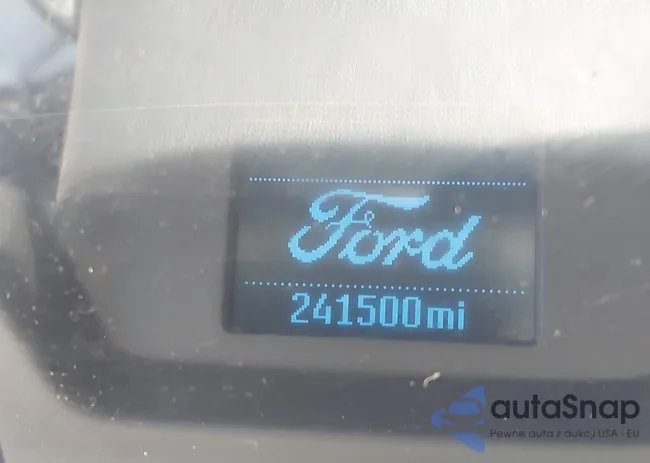 Ford
241500mi
autaSnap
Pewne auta z aukcji USA i EU